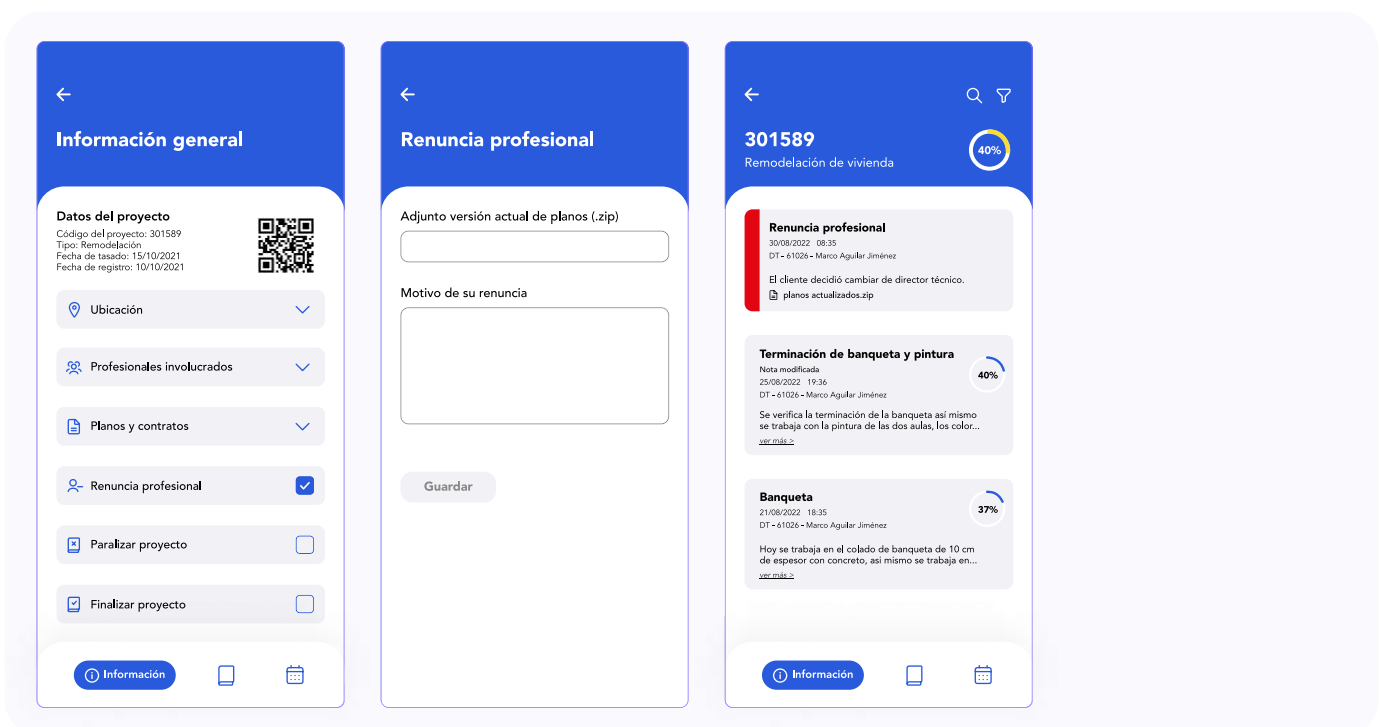 Información general
Datos del proyecto
Código del proyecto: 301589
Tipo: Remodelación
Fecha de tasado: 15/10/2021
Fecha de registro: 10/10/2021
Ubicación
Profesionales involucrados
Planos y contratos
Renuncia profesional
Paralizar proyecto
Finalizar proyecto
Información
Renuncia profesional
Adjunto versión actual de planos (.zip)
Motivo de su renuncia
Guardar
301589
Remodelación de vivienda
40%
Renuncia profesional
30/08/2022 08:35
DT - 61026 - Marco Aguilar Jiménez
El cliente decidió cambiar de director técnico.
planos actualizados.zip
Terminación de banqueta y pintura
Nota modificada
25/08/2022 19:36
DT - 61026 - Marco Aguilar Jiménez
40%
Se verifica la terminación de la banqueta así mismo
se trabaja con la pintura de las dos aulas, los color...
ver más >
Banqueta
21/08/2022 18:35
DT - 61026 - Marco Aguilar Jiménez
37%
Hoy se trabaja en el colado de banqueta de 10 cm
de espesor con concreto, asi mismo se trabaja en...
ver más >
Información